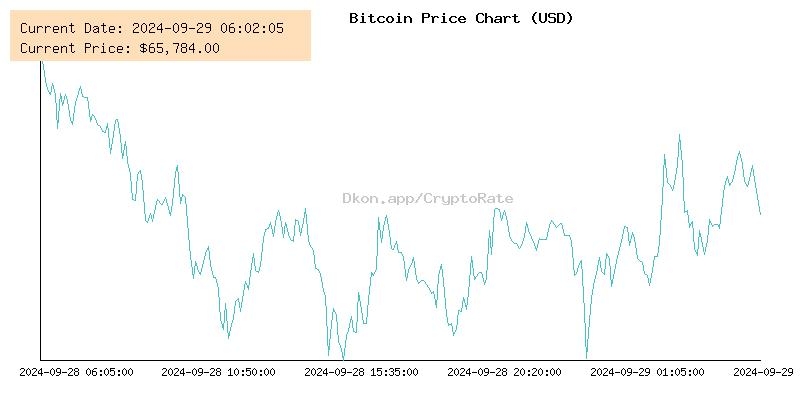 Bitcoin Price Chart (USD)
Current Date: 2024-09-29 06:02:05
Current Price: $65,784.00
Dkon.app/CryptoRate
2024-09-28 06:05:00 2024-09-28 10:50:00 2024-09-28 15:35:00 2024-09-28 20:20:00 2024-09-29 01:05:00 2024-09-29